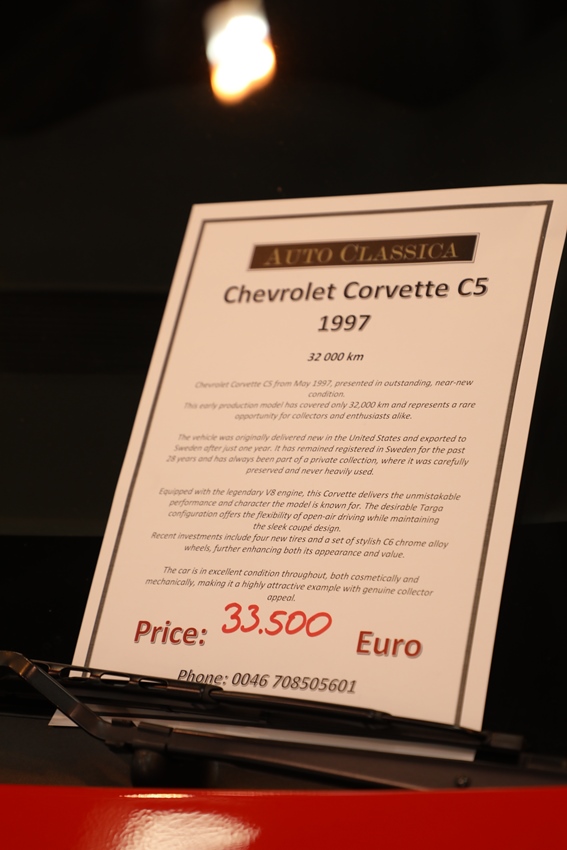 AUTO CLASSICA
Chevrolet Corvette C5
1997
32 000 km
Chevrolet Corvette C5 from May 1997, presented in outstanding, near-new
condition.
This early production model has covered only 32,000 km and represents a rare
opportunity for collectors and enthusiasts alike.
The vehicle was originally delivered new in the United States and exported to
Sweden after just one year. It has remained registered in Sweden for the past
28 years and has always been part of a private collection, where it was carefully
preserved and never heavily used.
Equipped with the legendary V8 engine, this Corvette delivers the unmistakable
performance and character the model is known for. The desirable Targa
configuration offers the flexibility of open-air driving while maintaining
the sleek coupé design.
Recent investments include four new tires and a set of stylish C6 chrome alloy
wheels, further enhancing both its appearance and value.
The car is in excellent condition throughout, both cosmetically and
mechanically, making it a highly attractive example with genuine collector
appeal.
Price: 33.500 Euro
Phone: 0046 708505601